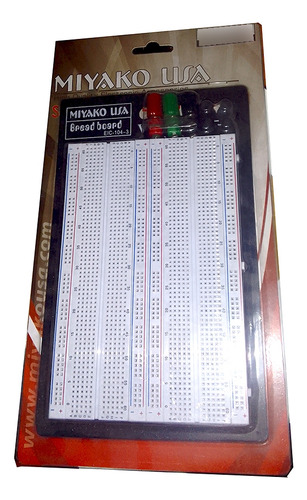 MIYAKO USA
MIYAKO USA
Bread board
EIC-104-3
www.miyakousa.com